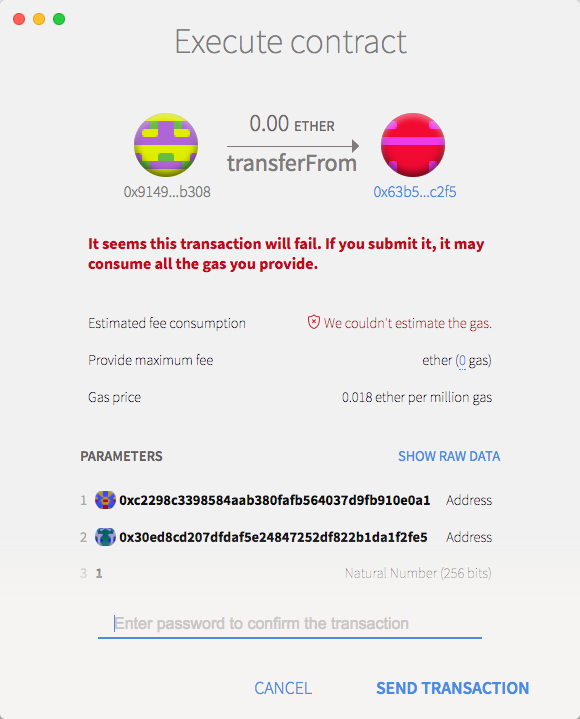 Execute contract
0.00 ETHER
transferFrom
0x9149...b308
0x63b5...c2f5
It seems this transaction will fail. If you submit it, it may
consume all the gas you provide.
Estimated fee consumption We couldn't estimate the gas.
Provide maximum fee ether (0 gas)
Gas price 0.018 ether per million gas
PARAMETERS SHOW RAW DATA
1 0xc2298c3398584aab380fafb564037d9fb910e0a1 Address
2 0x30ed8cd207dfdaf5e24847252df822b1da1f2fe5 Address
3 1 Natural Number (256 bits)
Enter password to confirm the transaction
CANCEL SEND TRANSACTION